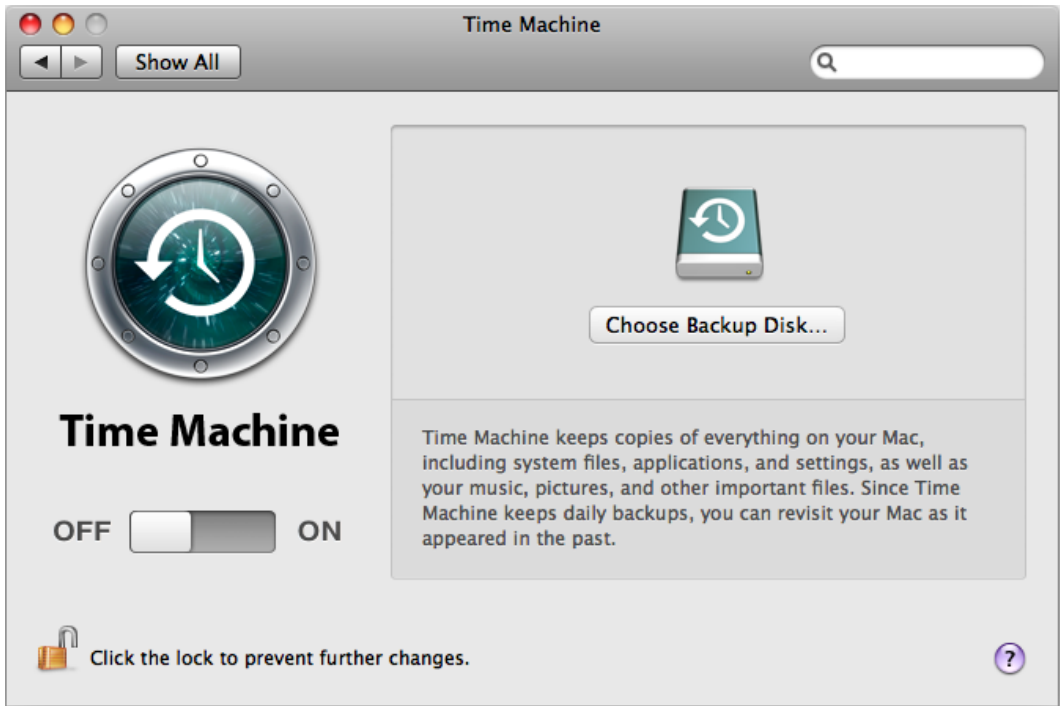 Time Machine
Show All
Choose Backup Disk...
Time Machine
Time Machine keeps copies of everything on your Mac,
including system files, applications, and settings, as well as
your music, pictures, and other important files. Since Time
Machine keeps daily backups, you can revisit your Mac as it
appeared in the past.
OFF ON
Click the lock to prevent further changes.
?